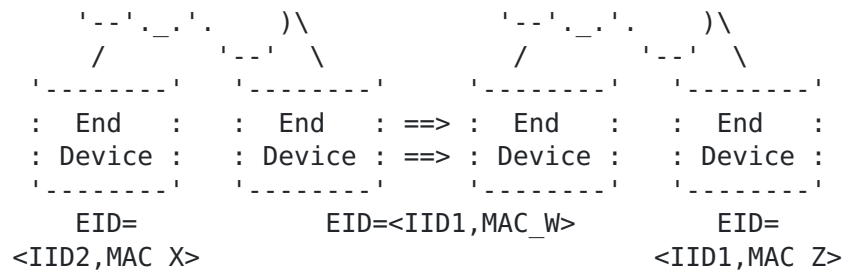 '--'._.'.     )\            '--'._.'.     )\
      /       '--'  \             /       '--'  \
  '--------'   '--------'     '--------'   '--------'
  :  End   :   :  End   : ==> :  End   :   :  End   :
  : Device :   : Device : ==> : Device :   : Device :
  '--------'   '--------'     '--------'   '--------'
     EID=            EID=<IID1,MAC_W>         EID=
 <IID2,MAC X>                             <IID1,MAC Z>